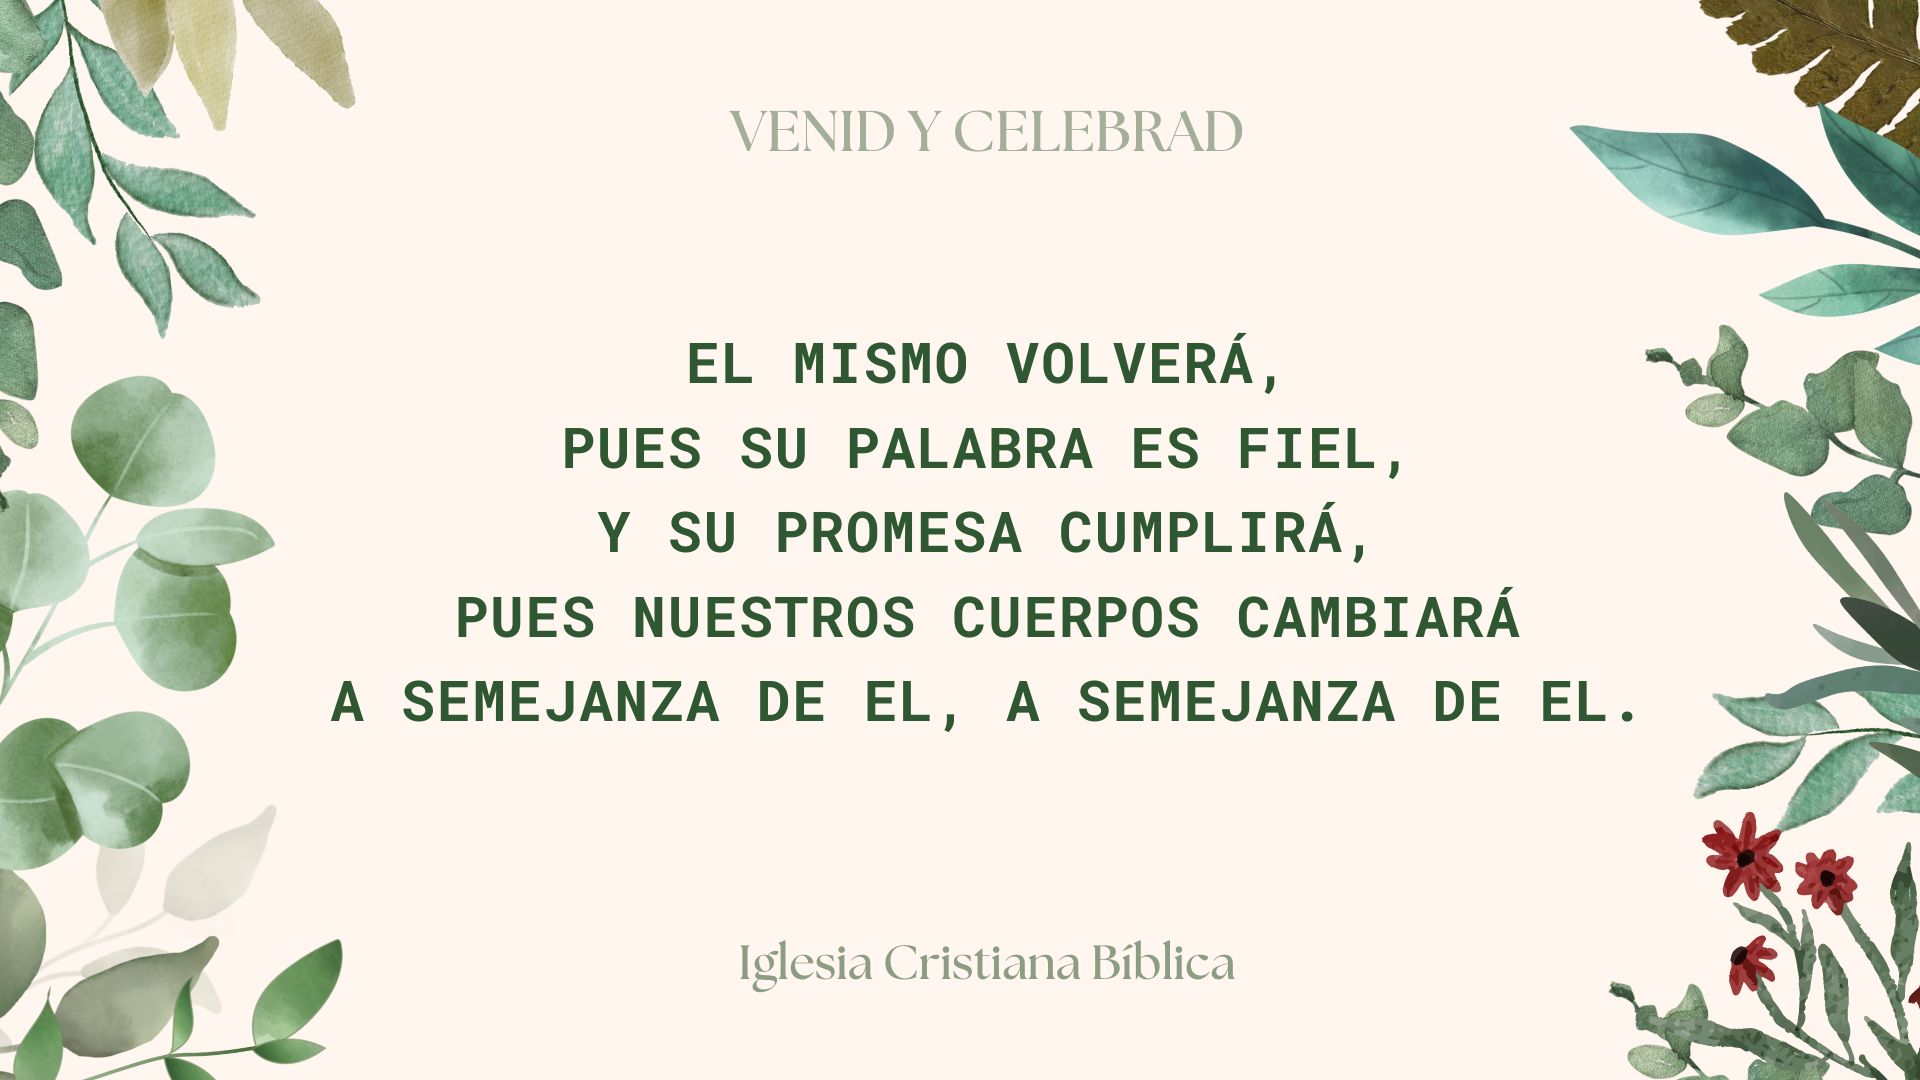 VENID Y CELEBRAD
EL MISMO VOLVERÁ,
PUES SU PALABRA ES FIEL,
Y SU PROMESA CUMPLIRÁ,
PUES NUESTROS CUERPOS CAMBIARÁ
A SEMEJANZA DE EL, A SEMEJANZA DE EL.
Iglesia Cristiana Bíblica